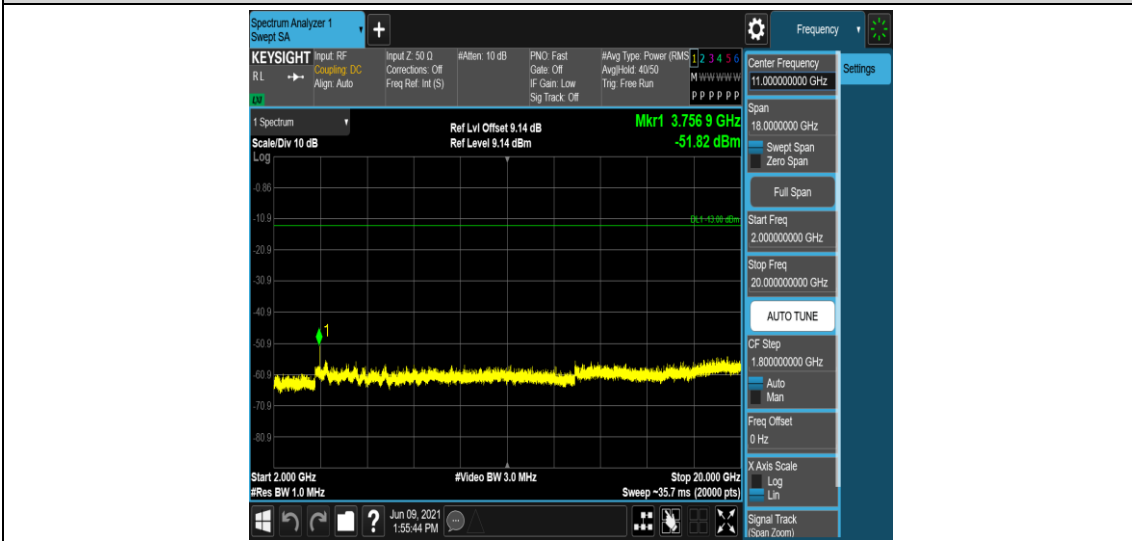 Spectrum Analyzer 1
Swept SA
+
Frequency
KEYSIGHT
RL
LXI
Input: RF
Coupling: DC
Align: Auto
Input Z: 50 Ω
Corrections: Off
Freq Ref: Int (S)
#Atten: 10 dB
PNO: Fast
Gate: Off
IF Gain: Low
Sig Track: Off
#Avg Type: Power (RMS
Avg|Hold: 40/50
Trig: Free Run
1 2 3 4 5 6
M W W W W W
P P P P P P
1 Spectrum
Scale/Div 10 dB
Log
Ref Lvl Offset 9.14 dB
Ref Level 9.14 dBm
Mkr1 3.756 9 GHz
-51.82 dBm
-0.86
-10.9
DL1 -13.00 dBm
-20.9
-30.9
-40.9
1
-50.9
-60.9
-70.9
-80.9
Start 2.000 GHz
#Res BW 1.0 MHz
#Video BW 3.0 MHz
Stop 20.000 GHz
Sweep ~35.7 ms (20000 pts)
Center Frequency
11.000000000 GHz
Settings
Span
18.0000000 GHz
Swept Span
Zero Span
Full Span
Start Freq
2.000000000 GHz
Stop Freq
20.000000000 GHz
AUTO TUNE
CF Step
1.800000000 GHz
Auto
Man
Freq Offset
0 Hz
X Axis Scale
Log
Lin
Signal Track
(Span Zoom)
?
Jun 09, 2021
1:55:44 PM